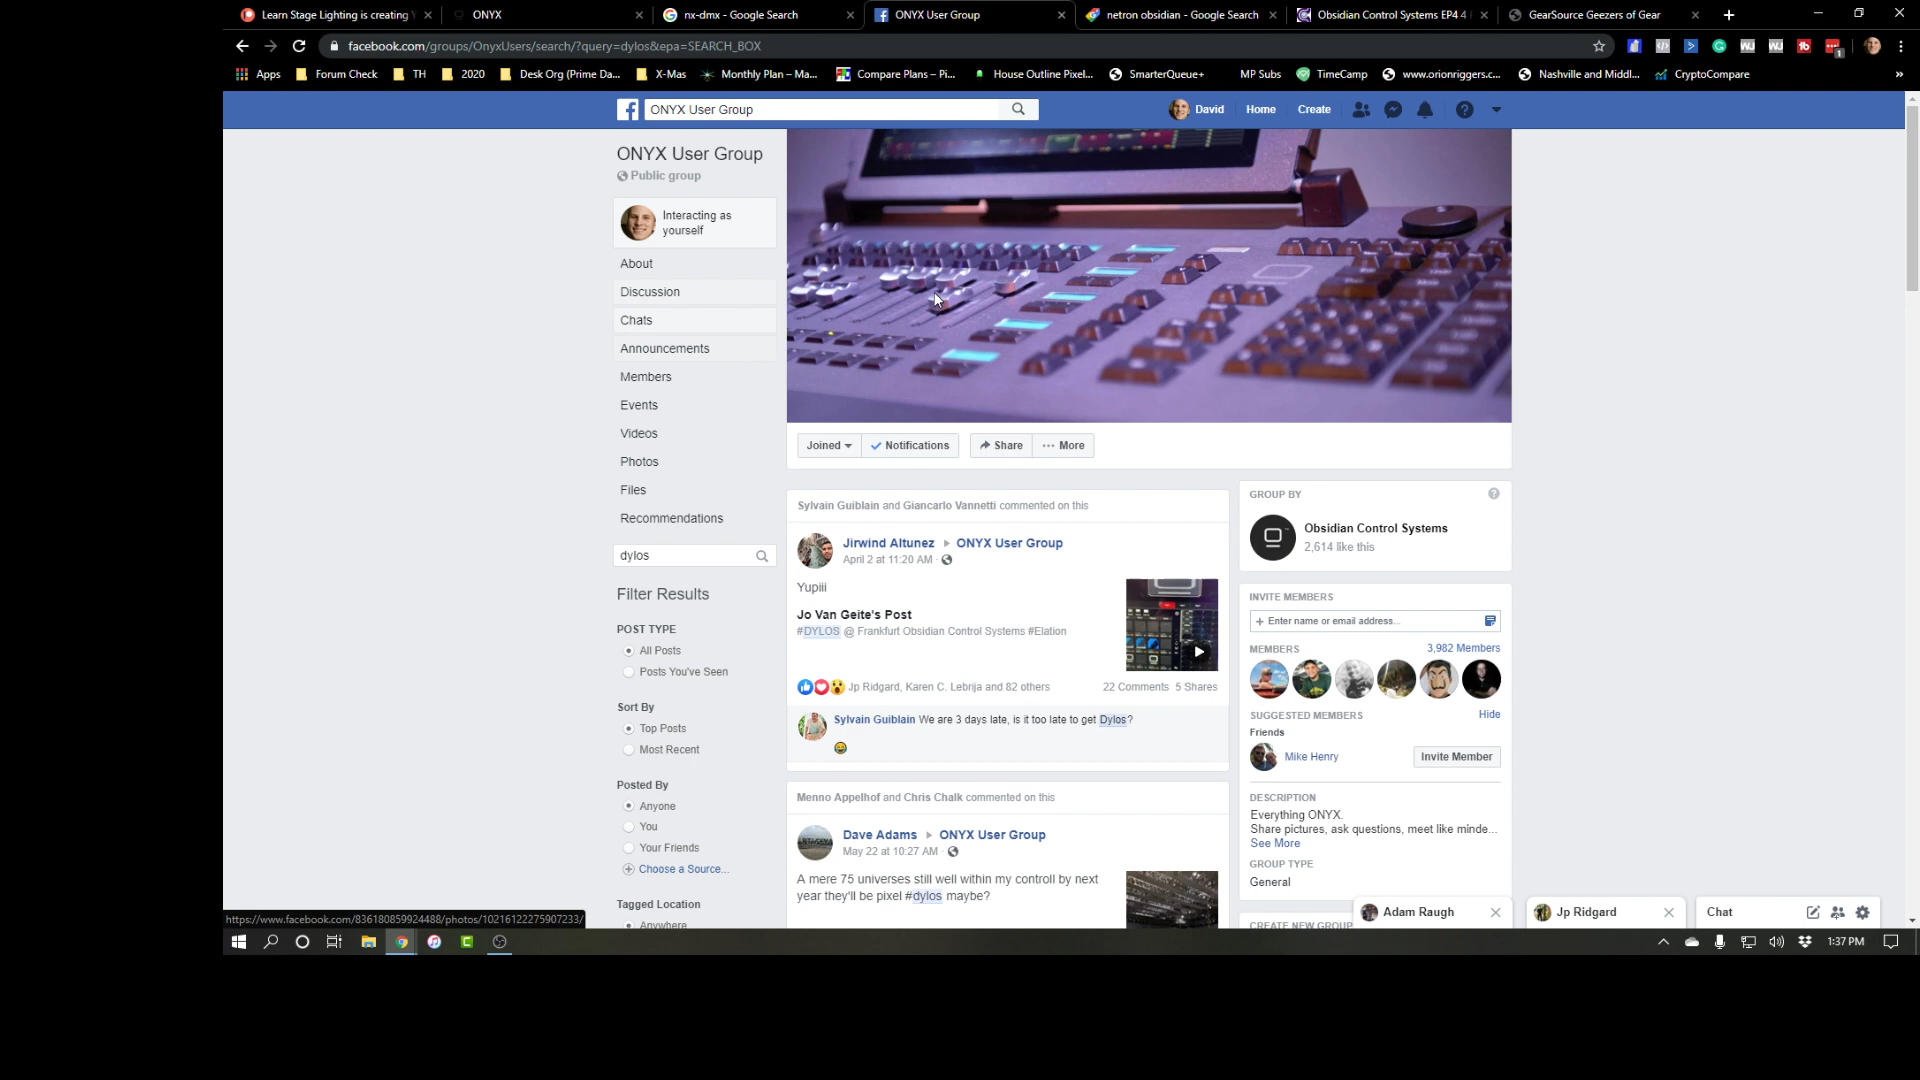 Learn Stage Lighting is creating
ONYX
nx-dmx - Google Search
ONYX User Group
netron obsidian - Google Search
Obsidian Control Systems EP4 4
GearSource Geezers of Gear
facebook.com/groups/OnyxUsers/search/?query=dylos&epa=SEARCH_BOX
Apps
Forum Check
TH
2020
Desk Org (Prime Da...
X-Mas
Monthly Plan – Ma...
Compare Plans – Pi...
House Outline Pixel...
SmarterQueue+
MP Subs
TimeCamp
www.orionriggers.c...
Nashville and Middl...
CryptoCompare
»
ONYX User Group
David
Home
Create
ONYX User Group
Public group
Interacting as
yourself
About
Discussion
Chats
Announcements
Members
Events
Videos
Photos
Files
Recommendations
dylos
Filter Results
POST TYPE
All Posts
Posts You've Seen
Sort By
Top Posts
Most Recent
Posted By
Anyone
You
Your Friends
Choose a Source...
Tagged Location
Anywhere
Joined
Notifications
Share
More
Sylvain Guiblain and Giancarlo Vannetti commented on this
Jirwind Altunez ONYX User Group
April 2 at 11:20 AM ·
Yupiii
Jo Van Geite's Post
#DYLOS @ Frankfurt Obsidian Control Systems #Elation
Jp Ridgard, Karen C. Lebrija and 82 others
22 Comments 5 Shares
Sylvain Guiblain We are 3 days late, is it too late to get Dylos?
Menno Appelhof and Chris Chalk commented on this
Dave Adams ONYX User Group
May 22 at 10:27 AM ·
A mere 75 universes still well within my controll by next
year they'll be pixel #dylos maybe?
GROUP BY
Obsidian Control Systems
2,614 like this
INVITE MEMBERS
+ Enter name or email address...
MEMBERS
3,982 Members
SUGGESTED MEMBERS
Hide
Friends
Mike Henry
Invite Member
DESCRIPTION
Everything ONYX.
Share pictures, ask questions, meet like minde...
See More
GROUP TYPE
General
CREATE NEW GROUP
Adam Raugh
Jp Ridgard
Chat
https://www.facebook.com/836180859924488/photos/10216122275907233/
1:37 PM